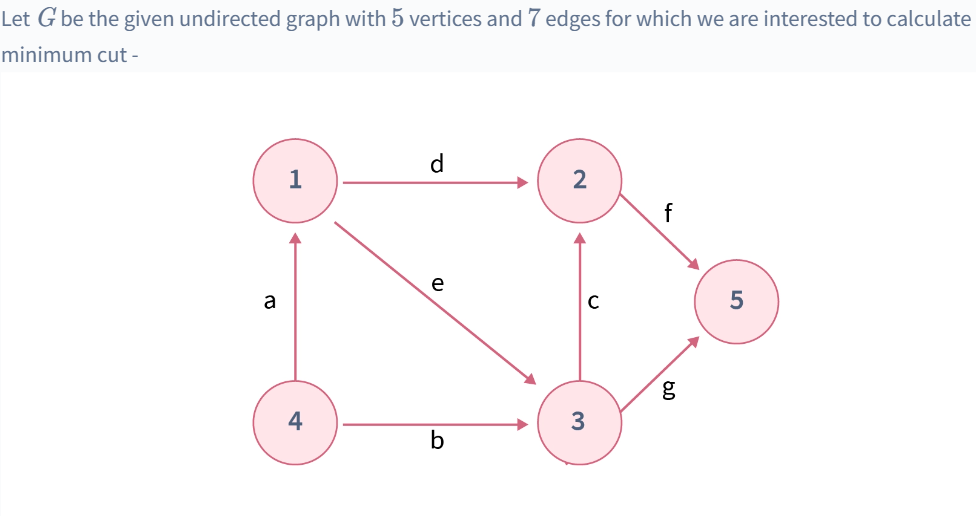 Let G be the given undirected graph with 5 vertices and 7 edges for which we are interested to calculate
minimum cut -
d
1
2
f
e
a
c
5
g
4
3
b